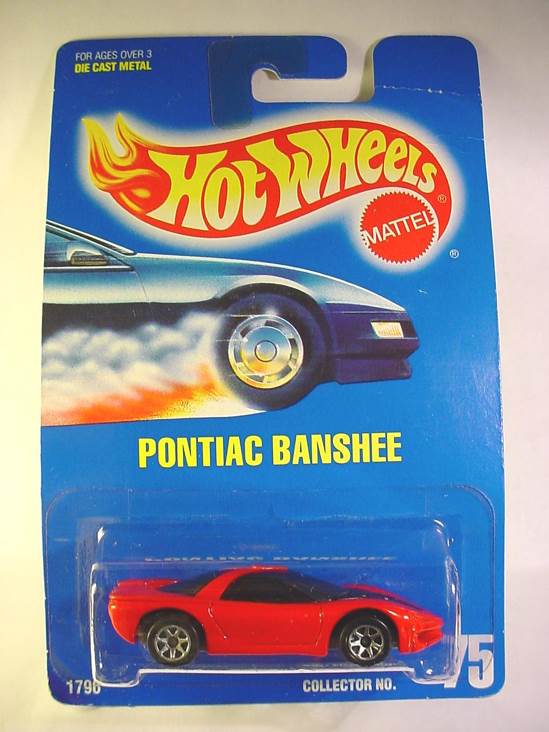 FOR AGES OVER 3
DIE CAST METAL
HOT WHEELS ®
MATTEL
®
PONTIAC BANSHEE
1796
COLLECTOR NO. 75